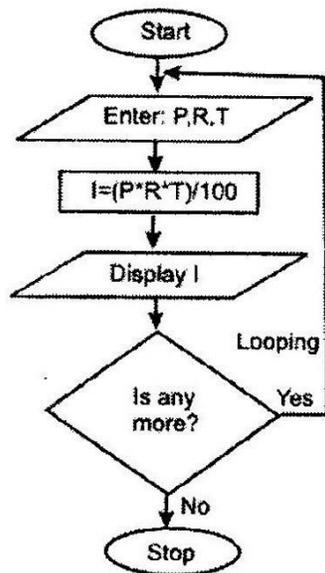 Start
Enter: P,R,T
I=(P*R*T)/100
Display I
Looping
Is any
more?
Yes
No
Stop